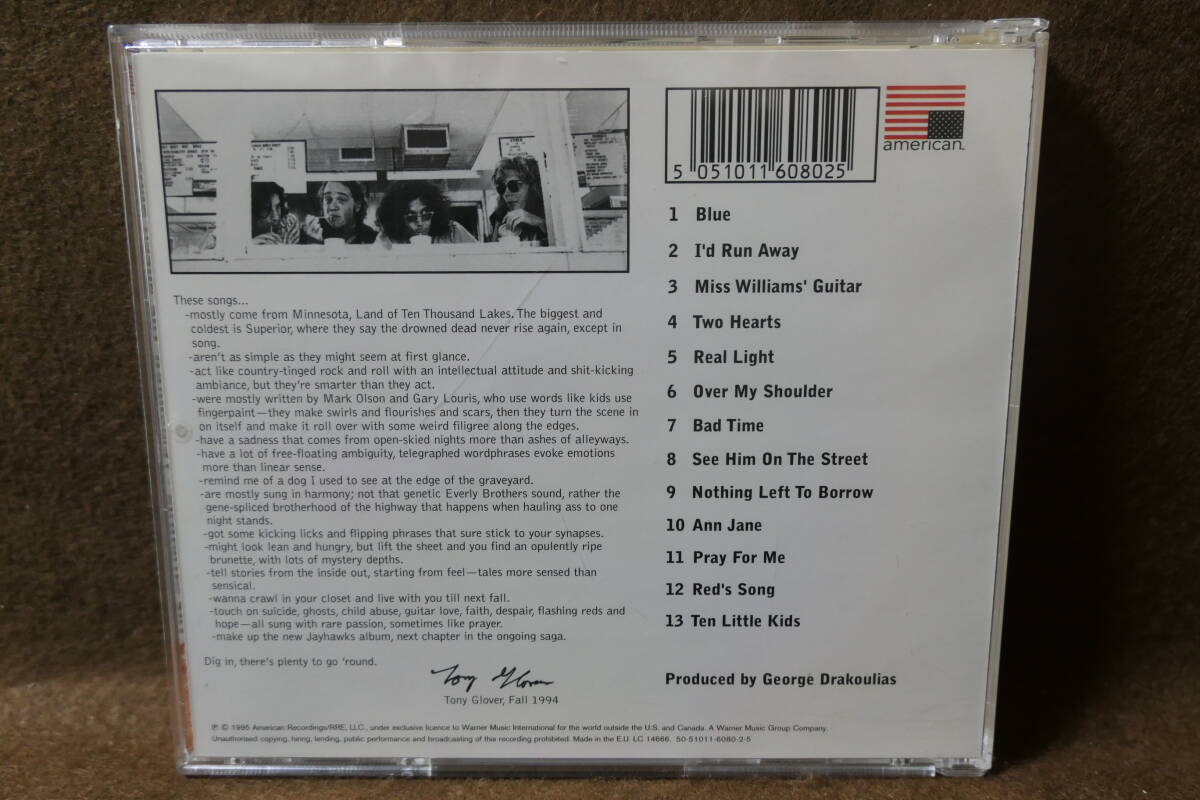 These songs...
-mostly come from Minnesota, Land of Ten Thousand Lakes. The biggest and
coldest is Superior, where they say the drowned dead never rise again, except in
song.
-aren't as simple as they might seem at first glance.
-act like country-tinged rock and roll with an intellectual attitude and shit-kicking
ambiance, but they're smarter than they act.
-were mostly written by Mark Olson and Gary Louris, who use words like kids use
fingerpaint—they make swirls and flourishes and scars, then they turn the scene in
on itself and make it roll over with some weird filigree along the edges.
-have a sadness that comes from open-skied nights more than ashes of alleyways.
-have a lot of free-floating ambiguity, telegraphed wordphrases evoke emotions
more than linear sense.
-remind me of a dog I used to see at the edge of the graveyard.
-are mostly sung in harmony; not that genetic Everly Brothers sound, rather the
gene-spliced brotherhood of the highway that happens when hauling ass to one
night stands.
-got some kicking licks and flipping phrases that sure stick to your synapses.
-might look lean and hungry, but lift the sheet and you find an opulently ripe
brunette, with lots of mystery depths.
-tell stories from the inside out, starting from feel—tales more sensed than
sensical.
-wanna crawl in your closet and live with you till next fall.
-touch on suicide, ghosts, child abuse, guitar love, faith, despair, flashing reds and
hope—all sung with rare passion, sometimes like prayer.
-make up the new Jayhawks album, next chapter in the ongoing saga.
Dig in, there's plenty to go 'round.
Tony Glover
Tony Glover, Fall 1994
5 051011 608025
american.
1 Blue
2 I'd Run Away
3 Miss Williams' Guitar
4 Two Hearts
5 Real Light
6 Over My Shoulder
7 Bad Time
8 See Him On The Street
9 Nothing Left To Borrow
10 Ann Jane
11 Pray For Me
12 Red's Song
13 Ten Little Kids
Produced by George Drakoulias
℗ © 1995 American Recordings/RRE, LLC., under exclusive licence to Warner Music International for the world outside the U.S. and Canada. A Warner Music Group Company.
Unauthorised copying, hiring, lending, public performance and broadcasting of this recording prohibited. Made in the E.U. LC 14666. 50-51011-6080-2-5